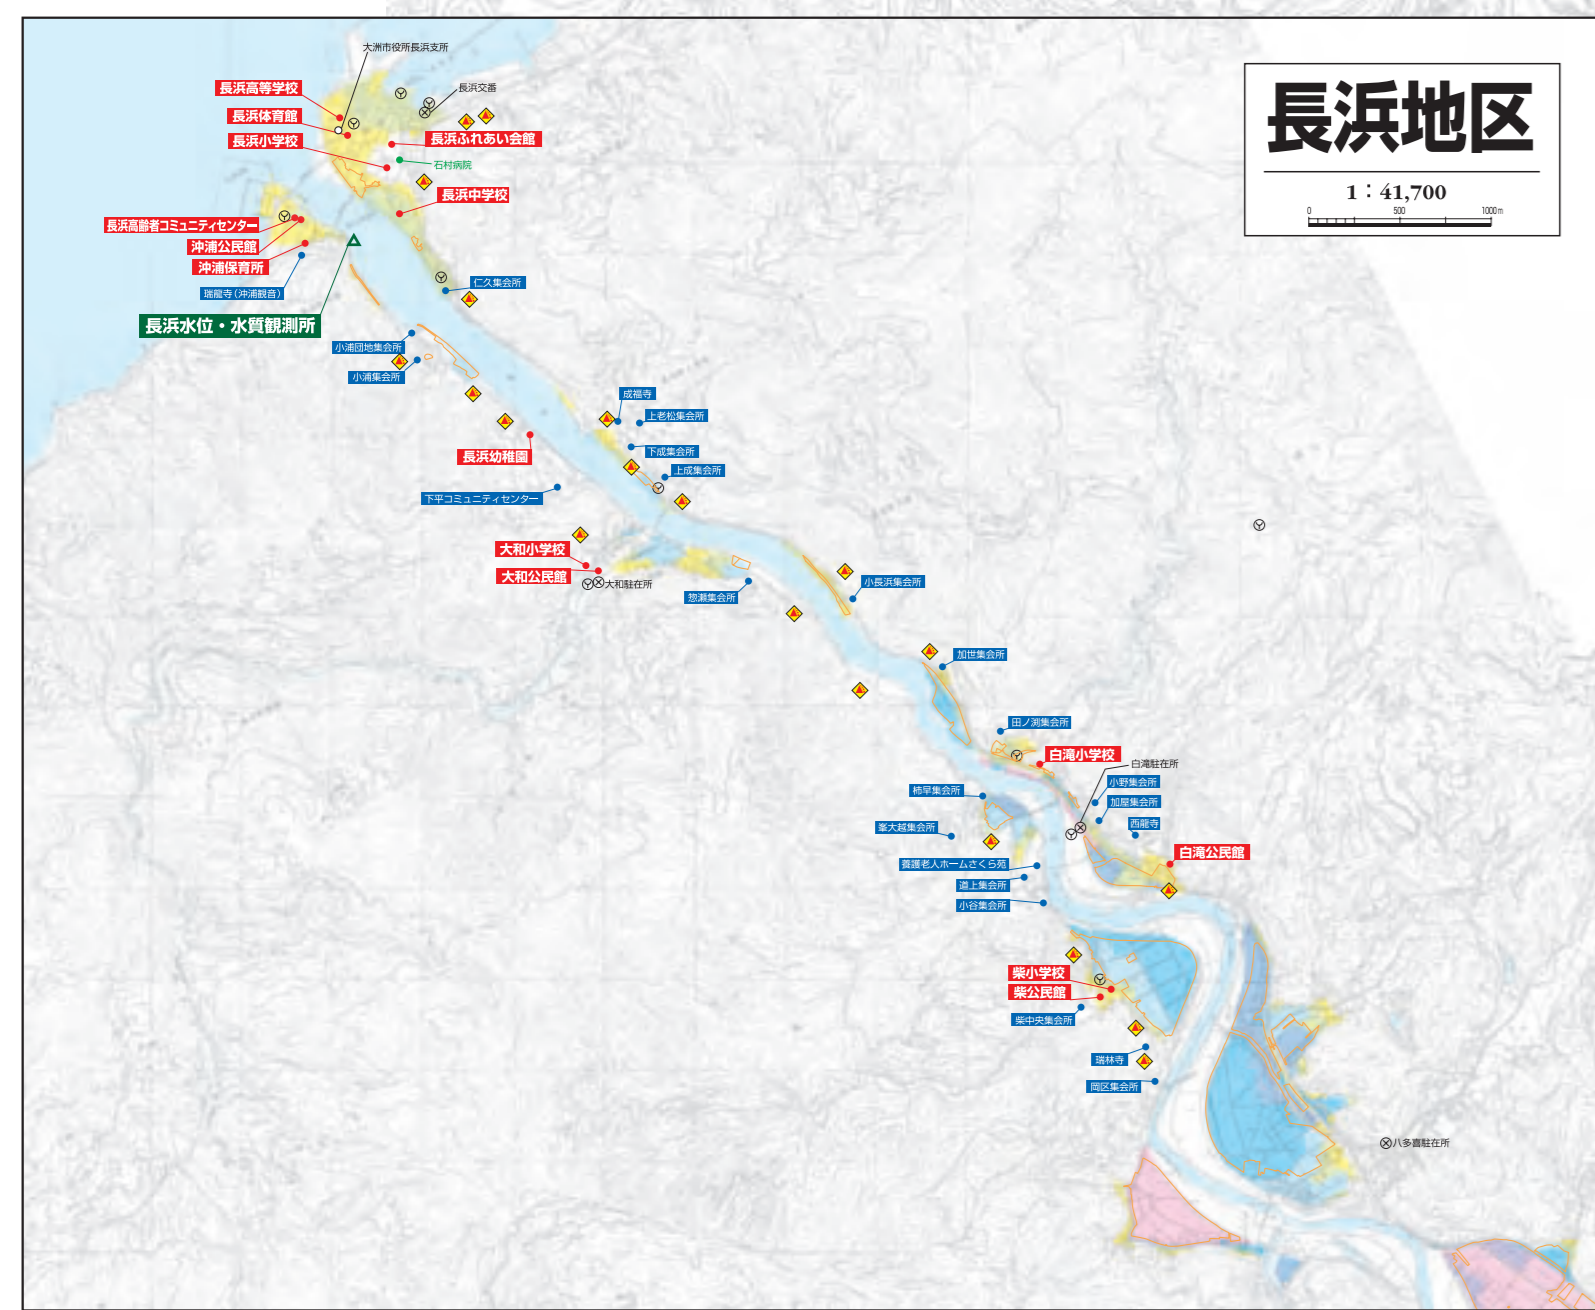 長浜地区
1：41,700
0 500 1000m
大洲市役所長浜支所
長浜高等学校
長浜交番
長浜体育館
長浜小学校
長浜ふれあい会館
石村病院
長浜中学校
長浜高齢者コミュニティセンター
沖浦公民館
沖浦保育所
瑞龍寺(沖浦観音)
仁久集会所
長浜水位・水質観測所
小浦団地集会所
小浦集会所
成福寺
上老松集会所
下成集会所
長浜幼稚園
上成集会所
下平コミュニティセンター
大和小学校
大和公民館
大和駐在所
惣瀬集会所
小長浜集会所
加世集会所
田ノ渕集会所
白滝小学校
白滝駐在所
小野集会所
柿早集会所
加屋集会所
西龍寺
峯大越集会所
白滝公民館
養護老人ホームさくら苑
道上集会所
小谷集会所
柴小学校
柴公民館
柴中央集会所
瑞林寺
岡区集会所
八多喜駐在所